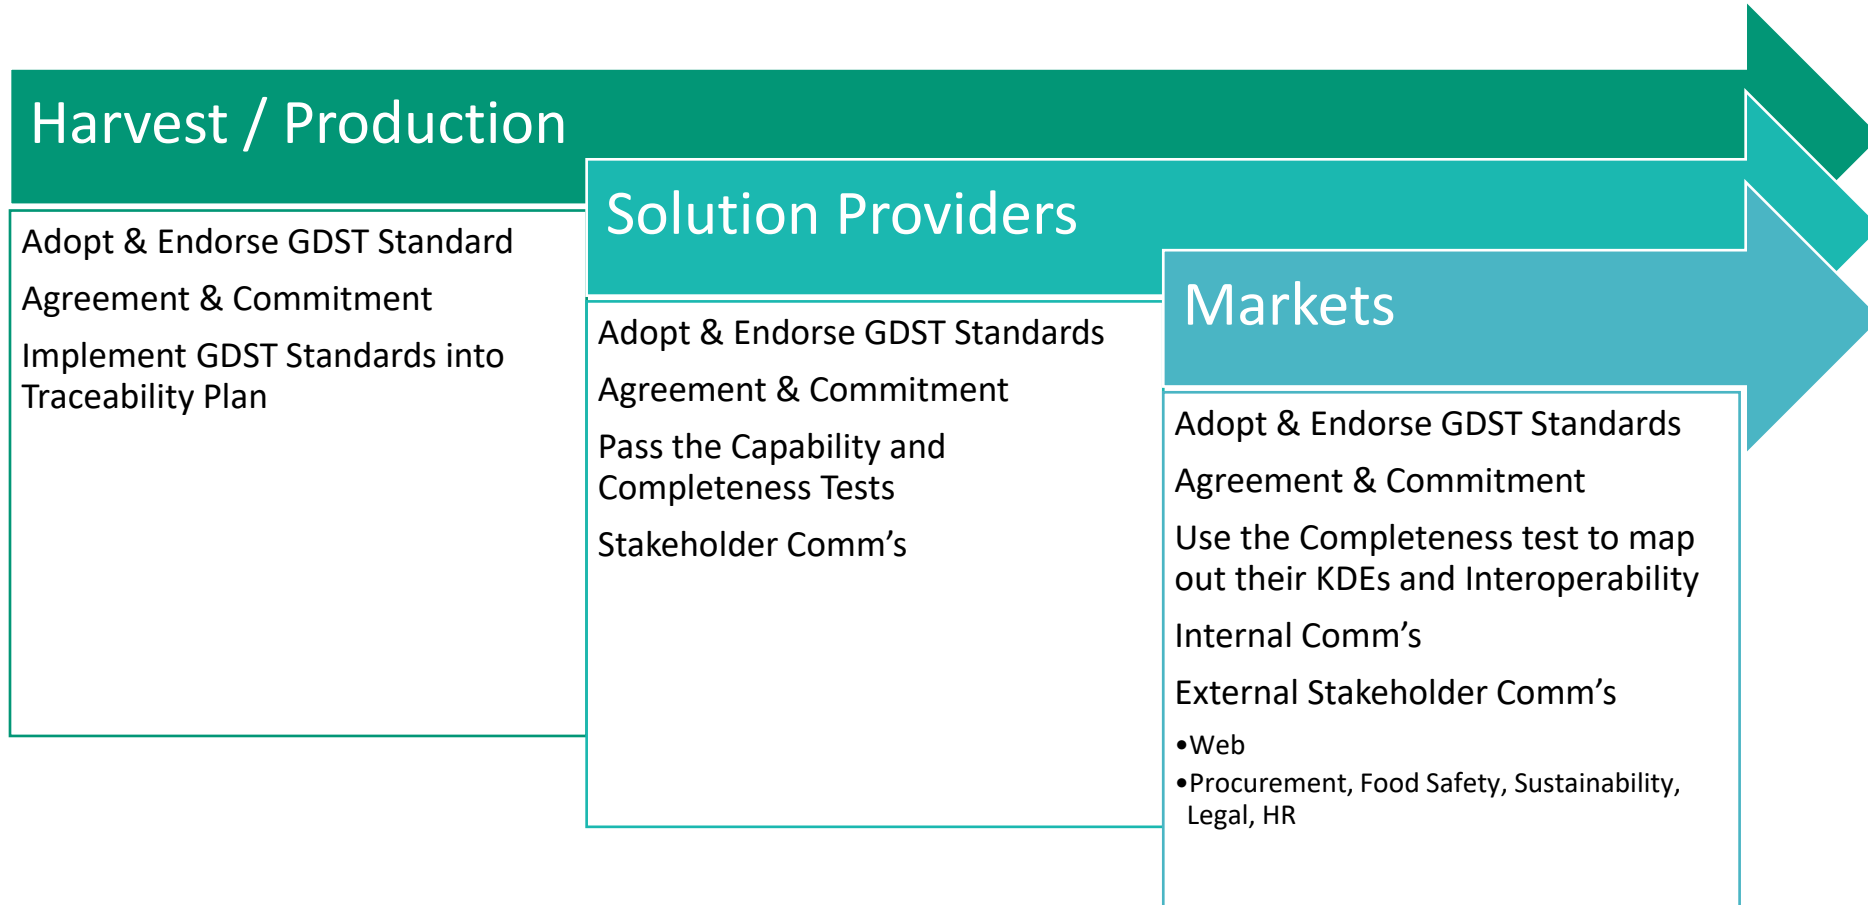 Harvest / Production
Adopt & Endorse GDST Standard
Agreement & Commitment
Implement GDST Standards into
Traceability Plan
Solution Providers
Adopt & Endorse GDST Standards
Agreement & Commitment
Pass the Capability and
Completeness Tests
Stakeholder Comm’s
Markets
Adopt & Endorse GDST Standards
Agreement & Commitment
Use the Completeness test to map
out their KDEs and Interoperability
Internal Comm’s
External Stakeholder Comm’s
•Web
•Procurement, Food Safety, Sustainability,
Legal, HR